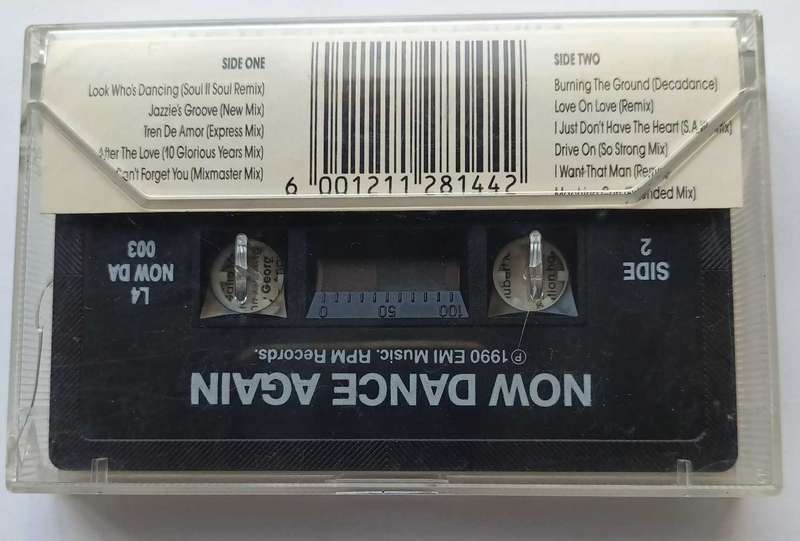 SIDE ONE
Look Who's Dancing (Soul II Soul Remix)
Jazzie's Groove (New Mix)
Tren De Amor (Express Mix)
After The Love (10 Glorious Years Mix)
Can't Forget You (Mixmaster Mix)
SIDE TWO
Burning The Ground (Decadance)
Love On Love (Remix)
I Just Don't Have The Heart
Drive On (So Strong Mix)
I Want That Man
Mix)
6 001211 281442
L4
NOW DA
003
SIDE
2
0 50 100
℗ 1990 EMI Music. RPM Records.
NOW DANCE AGAIN